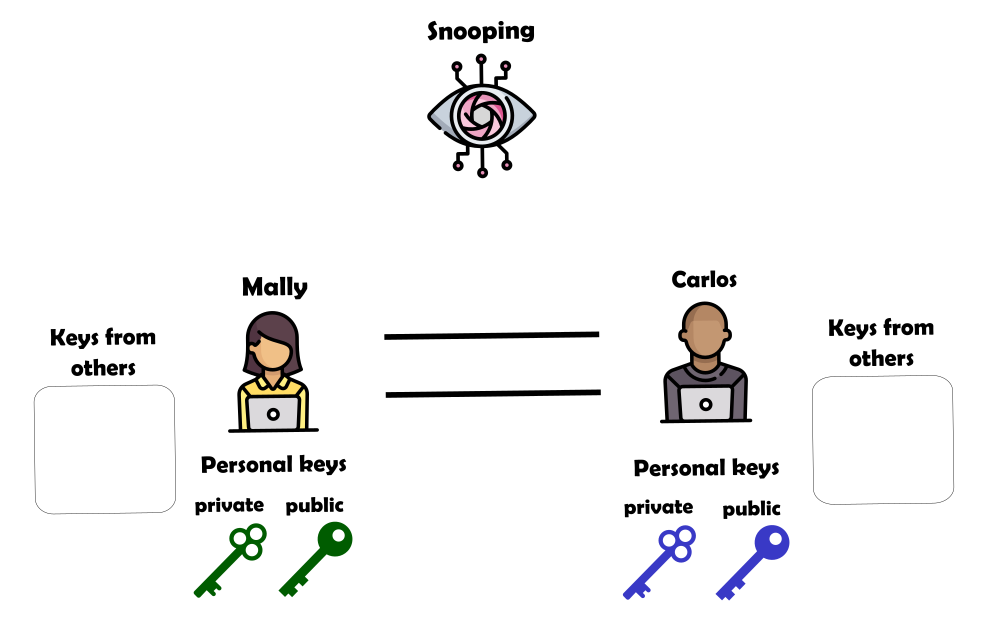 Snooping
Mally
Carlos
Keys from
others
Keys from
others
Personal keys
private public
Personal keys
private public